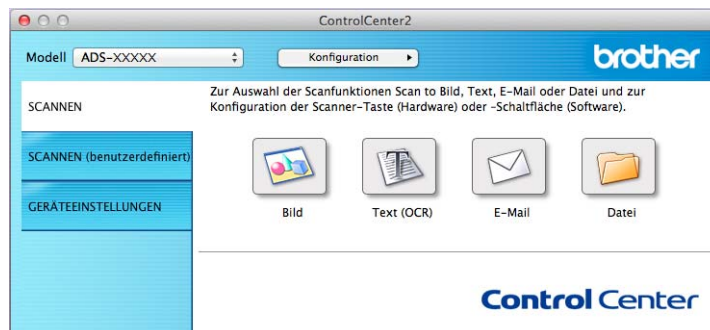 ControlCenter2
Modell ADS-XXXXX Konfiguration brother
SCANNEN
SCANNEN (benutzerdefiniert)
GERÄTEEINSTELLUNGEN
Zur Auswahl der Scanfunktionen Scan to Bild, Text, E-Mail oder Datei und zur
Konfiguration der Scanner-Taste (Hardware) oder -Schaltfläche (Software).
Bild Text (OCR) E-Mail Datei
Control Center